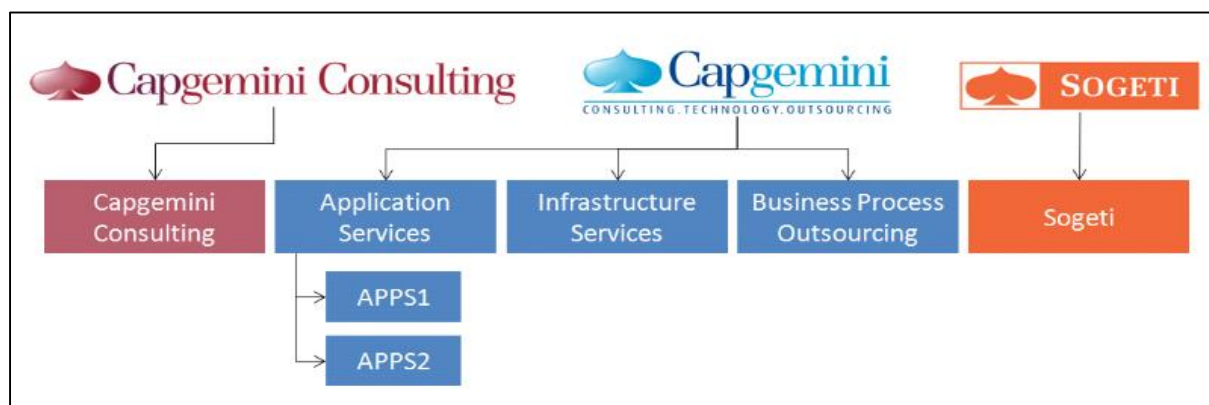 Capgemini Consulting
Capgemini
CONSULTING.TECHNOLOGY.OUTSOURCING
SOGETI
Capgemini
Consulting
Application
Services
Infrastructure
Services
Business Process
Outsourcing
Sogeti
APPS1
APPS2